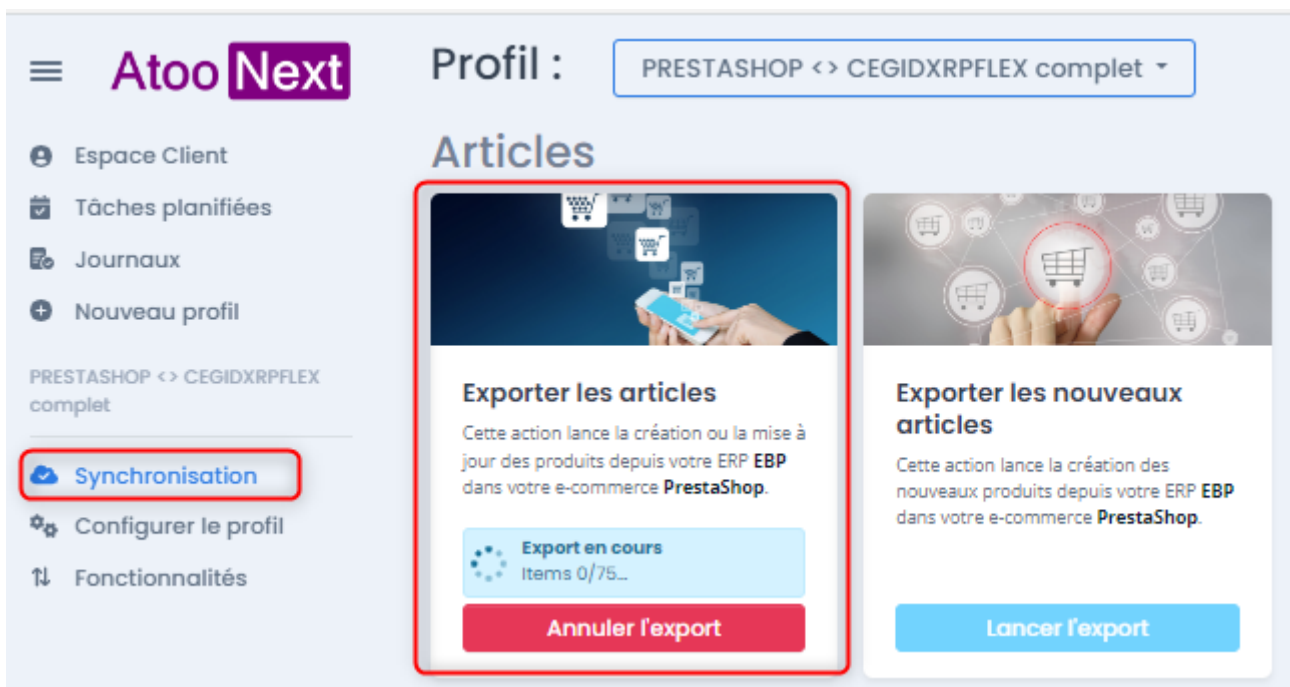 Atoo Next
Profil :
PRESTASHOP <> CEGIDXRPFLEX complet
Espace Client
Tâches planifiées
Journaux
Nouveau profil
PRESTASHOP <> CEGIDXRPFLEX
complet
Synchronisation
Configurer le profil
Fonctionnalités
Articles
Exporter les articles
Cette action lance la création ou la mise à
jour des produits depuis votre ERP EBP
dans votre e-commerce PrestaShop.
Export en cours
Items 0/75...
Annuler l'export
Exporter les nouveaux
articles
Cette action lance la création des
nouveaux produits depuis votre ERP EBP
dans votre e-commerce PrestaShop.
Lancer l'export